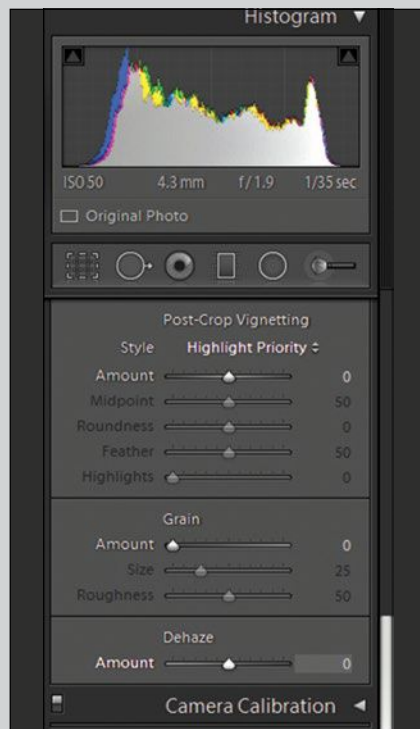 Histogram
ISO 50 4.3 mm f / 1.9 1/35 sec
Original Photo
Post-Crop Vignetting
Style Highlight Priority
Amount 0
Midpoint 50
Roundness 0
Feather 50
Highlights 0
Grain
Amount 0
Size 25
Roughness 50
Dehaze
Amount 0
Camera Calibration